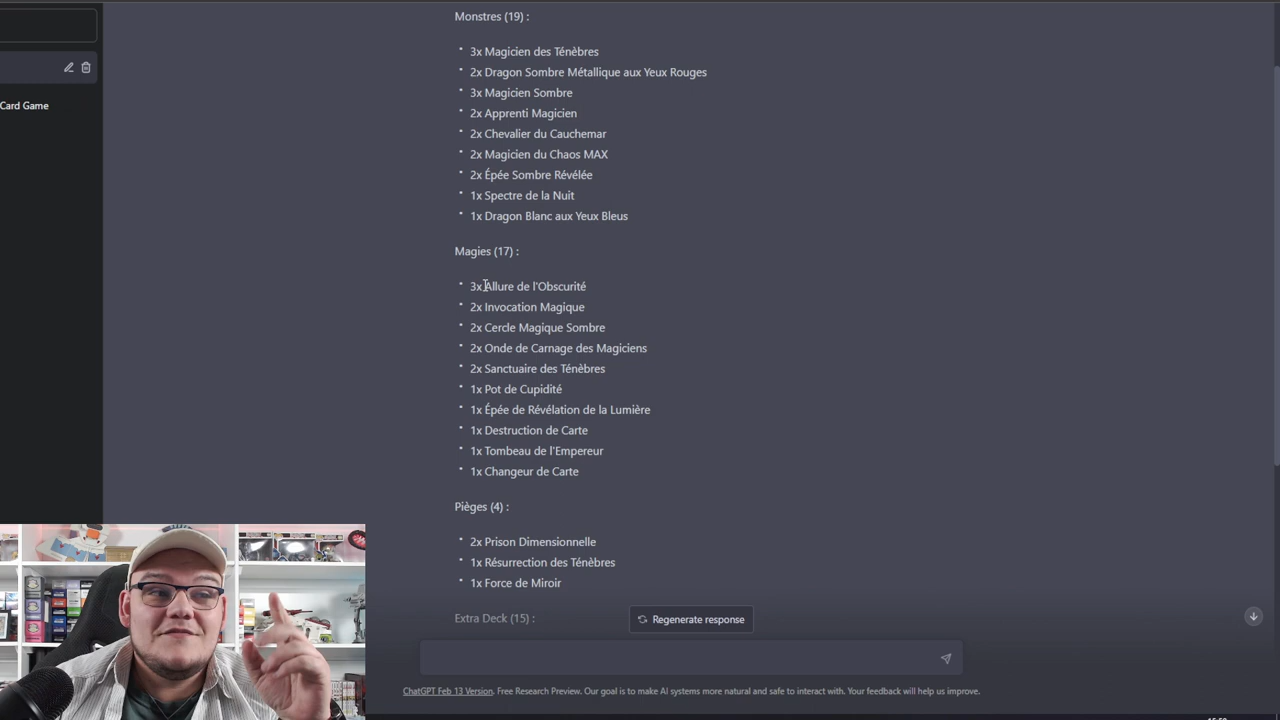 Monstres (19) :
3x Magicien des Ténèbres
2x Dragon Sombre Métallique aux Yeux Rouges
Card Game
3x Magicien Sombre
2x Apprenti Magicien
2x Chevalier du Cauchemar
2x Magicien du Chaos MAX
2x Épée Sombre Révélée
1x Spectre de la Nuit
1x Dragon Blanc aux Yeux Bleus
Magies (17) :
3x Allure de l'Obscurité
2x Invocation Magique
2x Cercle Magique Sombre
2x Onde de Carnage des Magiciens
2x Sanctuaire des Ténèbres
1x Pot de Cupidité
1x Épée de Révélation de la Lumière
1x Destruction de Carte
1x Tombeau de l'Empereur
1x Changeur de Carte
Pièges (4) :
2x Prison Dimensionnelle
1x Résurrection des Ténèbres
1x Force de Miroir
Extra Deck (15) :
Regenerate response
ChatGPT Feb 13 Version. Free Research Preview. Our goal is to make AI systems more natural and safe to interact with. Your feedback will help us improve.